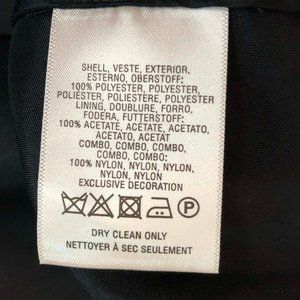 SHELL, VESTE, EXTERIOR,
ESTERNO, OBERSTOFF:
100% POLYESTER, POLYESTER,
POLIÉSTER, POLIESTERE, POLYESTER
LINING, DOUBLURE, FORRO,
FODERA, FUTTERSTOFF:
100% ACETATE, ACETATE, ACETATO,
ACETATO, ACETAT
COMBO, COMBO, COMBO,
COMBO, COMBO:
100% NYLON, NYLON, NYLON,
NYLON, NYLON
EXCLUSIVE DECORATION
P
DRY CLEAN ONLY
NETTOYER À SEC SEULEMENT